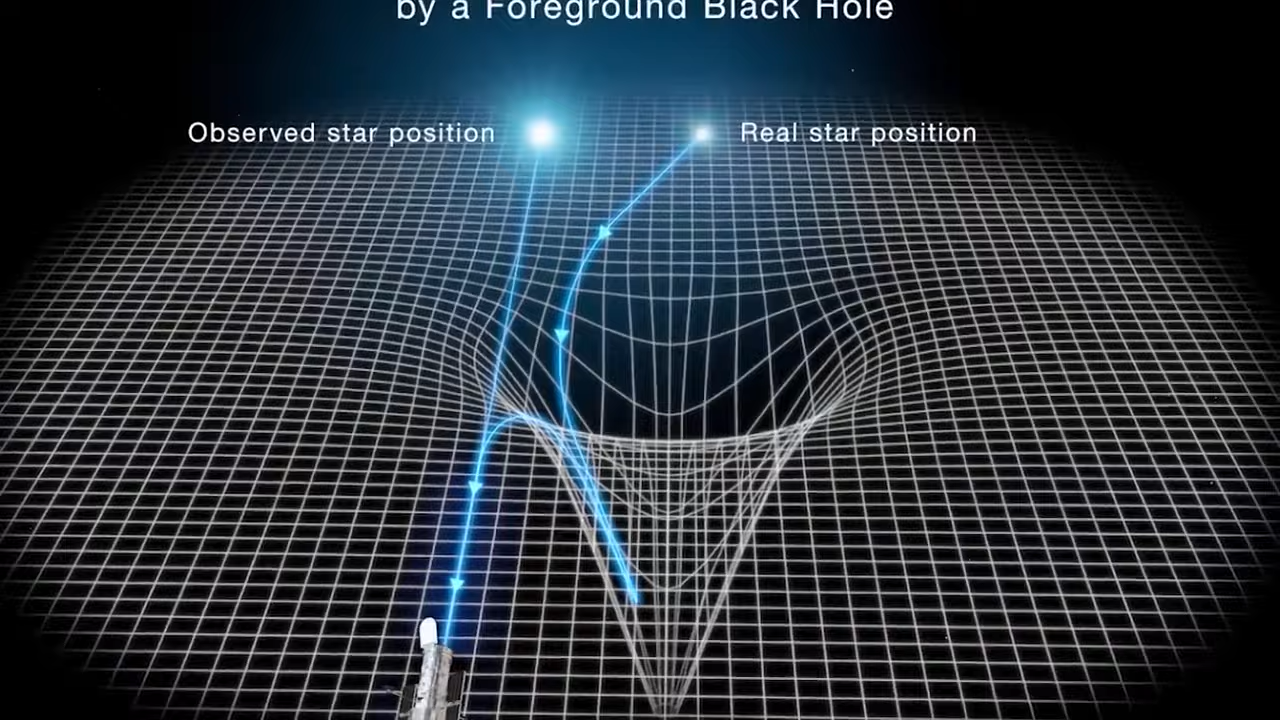 by a Foreground Black Hole
Observed star position
Real star position